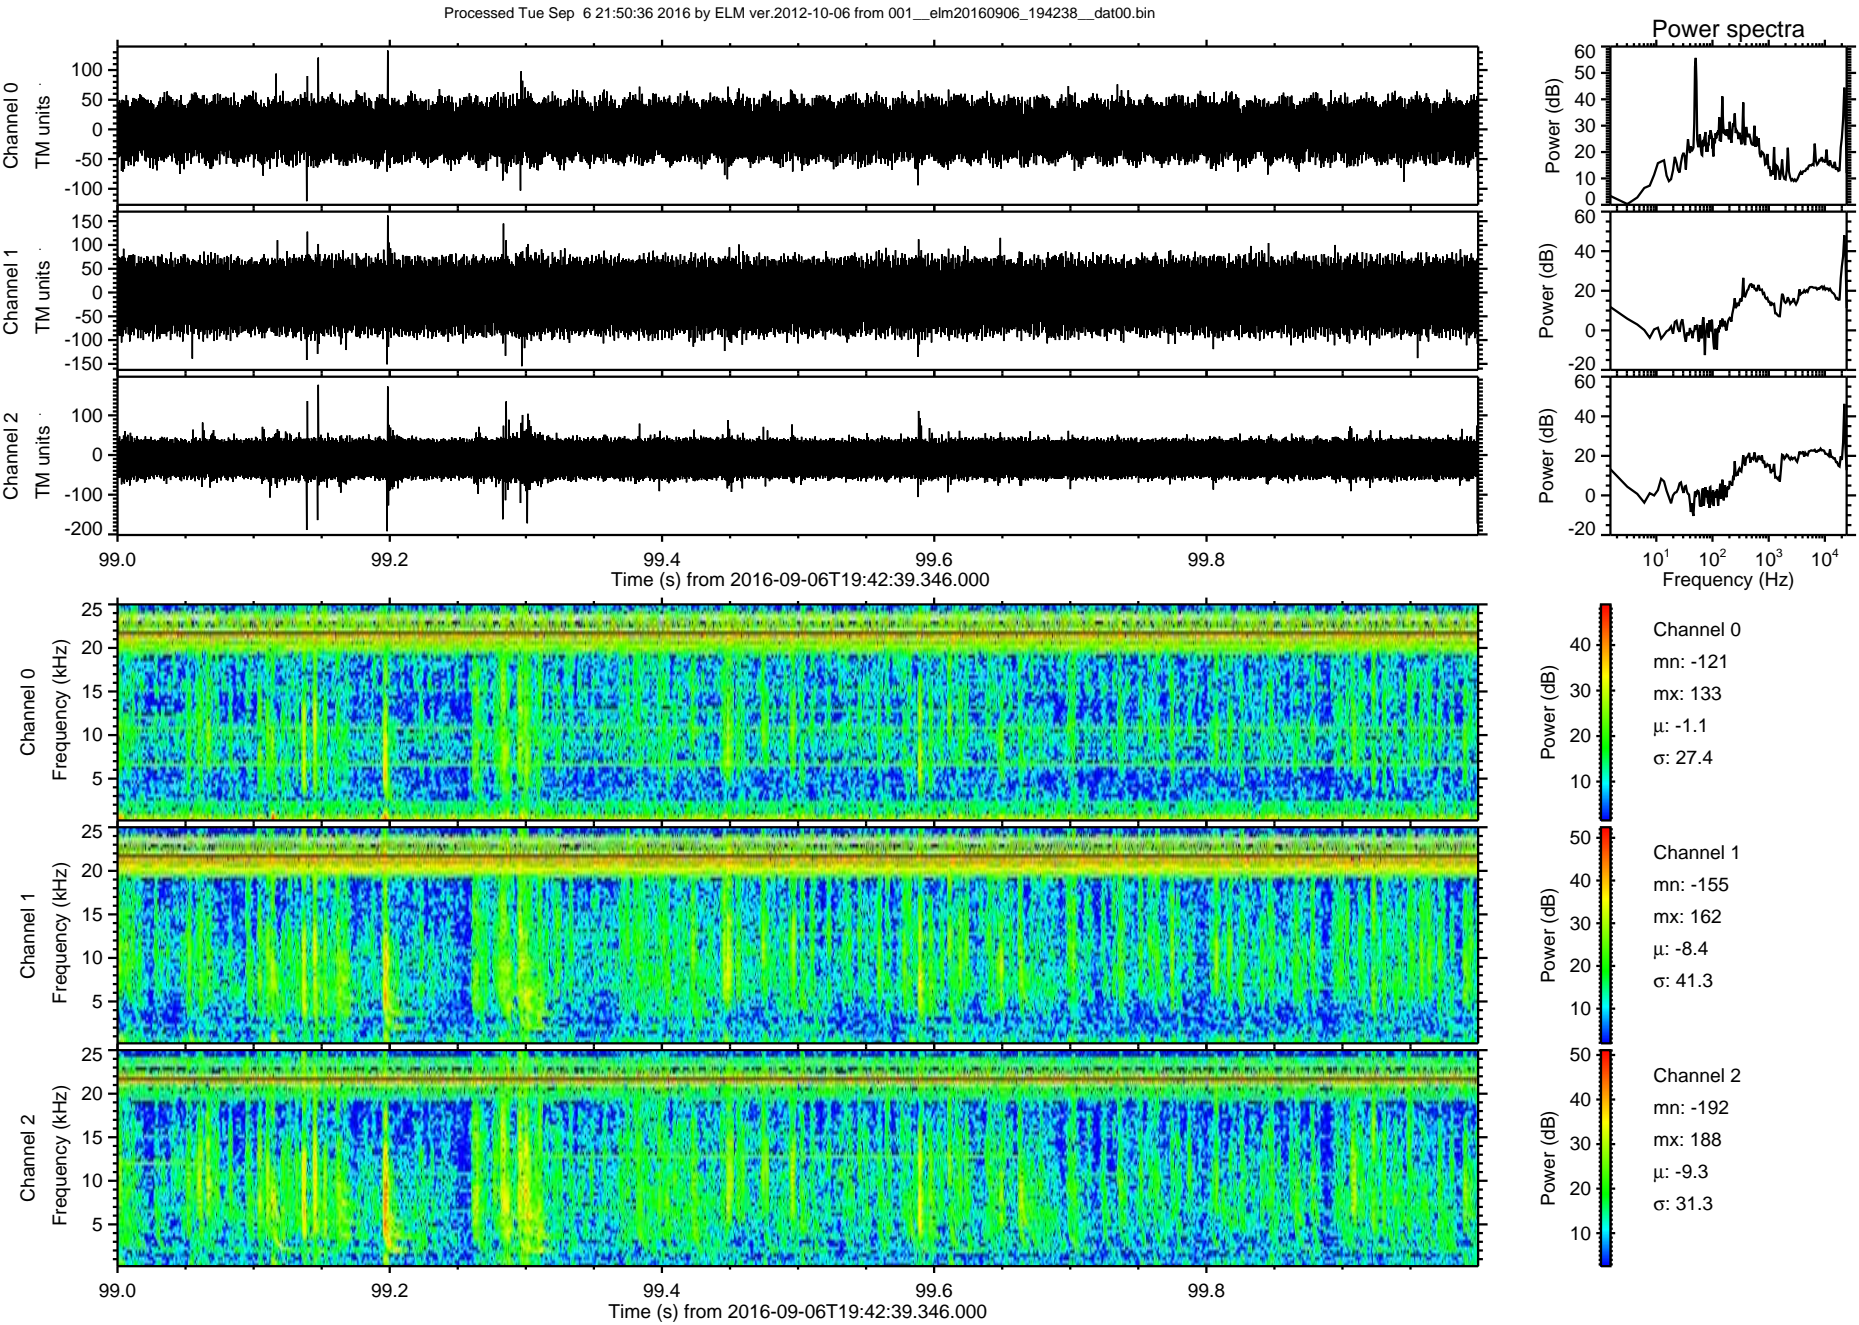 Processed Tue Sep  6 21:50:36 2016 by ELM ver.2012-10-06 from 001__elm20160906_194238__dat00.bin
Power spectra
Channel 0
TM units
100
50
0
-50
-100
Power (dB)
60
50
40
30
20
10
0
Channel 1
TM units
150
100
50
0
-50
-100
-150
Power (dB)
60
40
20
0
-20
Channel 2
TM units
100
0
-100
-200
Power (dB)
60
40
20
0
-20
99.0 99.2 99.4 99.6 99.8
Time (s) from 2016-09-06T19:42:39.346.000
10¹ 10² 10³ 10⁴
Frequency (Hz)
Channel 0
Frequency (kHz)
25
20
15
10
5
Power (dB)
40
30
20
10
Channel 0
mn: -121
mx: 133
μ: -1.1
σ: 27.4
Channel 1
Frequency (kHz)
25
20
15
10
5
Power (dB)
50
40
30
20
10
Channel 1
mn: -155
mx: 162
μ: -8.4
σ: 41.3
Channel 2
Frequency (kHz)
25
20
15
10
5
Power (dB)
50
40
30
20
10
Channel 2
mn: -192
mx: 188
μ: -9.3
σ: 31.3
99.0 99.2 99.4 99.6 99.8
Time (s) from 2016-09-06T19:42:39.346.000